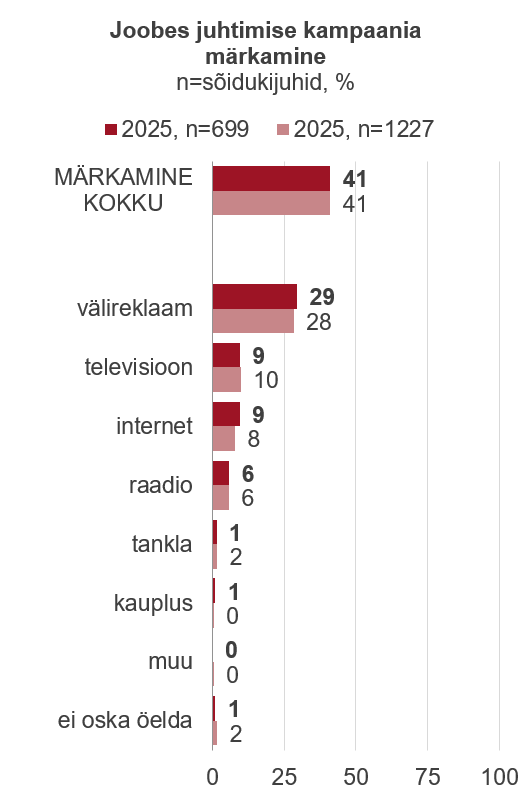 Joobes juhtimise kampaania
märkamine
n=sõidukijuhid, %
2025, n=699 2025, n=1227
MÄRKAMINE
KOKKU
41
41
välireklaam
29
28
televisioon
9
10
internet
9
8
raadio
6
6
tankla
1
2
kauplus
1
0
muu
0
0
ei oska öelda
1
2
0 25 50 75 100